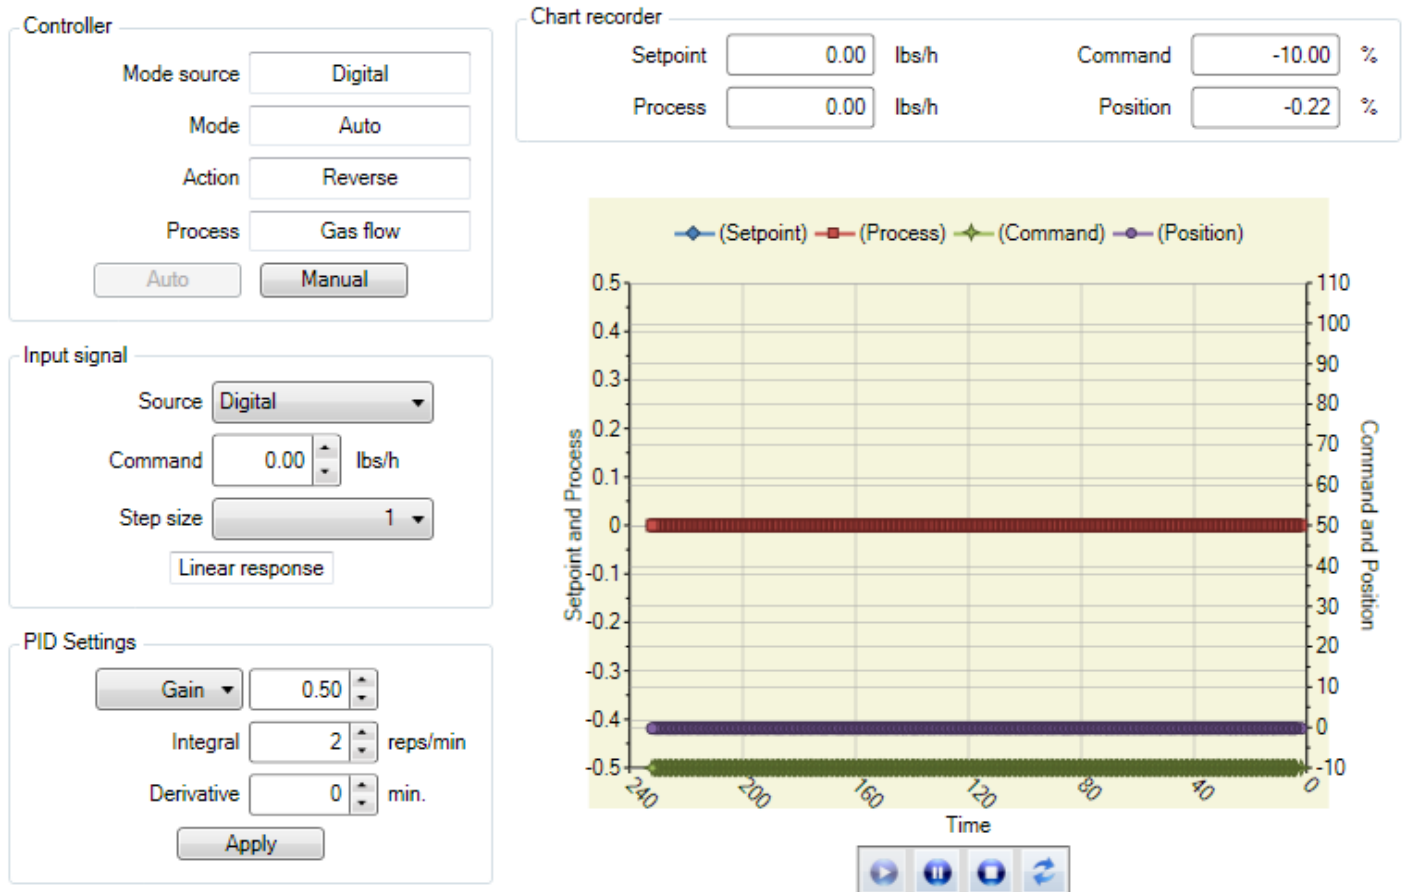 Controller
Mode source Digital
Mode Auto
Action Reverse
Process Gas flow
Auto Manual
Input signal
Source Digital
Command 0.00 lbs/h
Step size 1
Linear response
PID Settings
Gain 0.50
Integral 2 reps/min
Derivative 0 min.
Apply
Chart recorder
Setpoint 0.00 lbs/h Command -10.00 %
Process 0.00 lbs/h Position -0.22 %
(Setpoint) (Process) (Command) (Position)
Setpoint and Process
0.5
0.4
0.3
0.2
0.1
0
-0.1
-0.2
-0.3
-0.4
-0.5
110
100
90
80
70
60
50
40
30
20
10
0
-10
Command and Position
240 200 160 120 80 40 0
Time